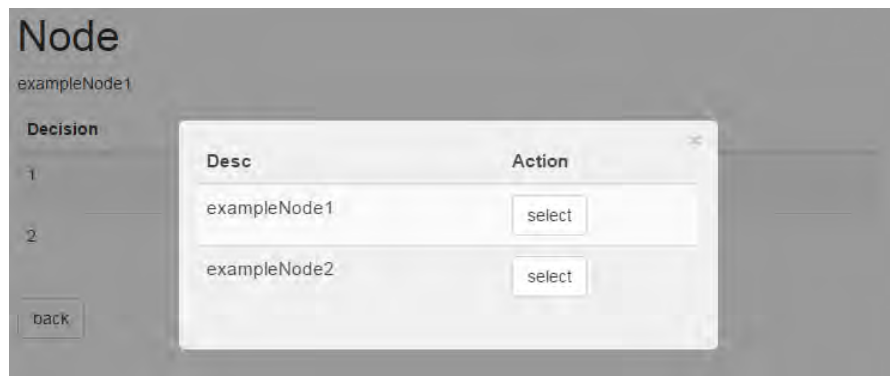 Node
exampleNode1
Decision
1
2
back
×
Desc Action
exampleNode1 select
exampleNode2 select